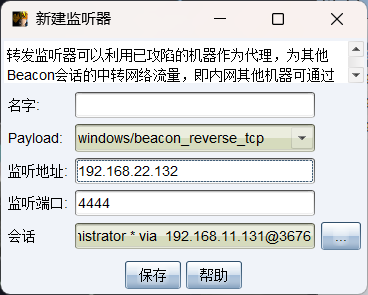 新建监听器
转发监听器可以利用已攻陷的机器作为代理，为其他
Beacon会话的中转网络流量，即内网其他机器可通过
名字:
Payload: windows/beacon_reverse_tcp
监听地址: 192.168.22.132
监听端口: 4444
会话 nistrator * via 192.168.11.131@3676 ...
保存 帮助